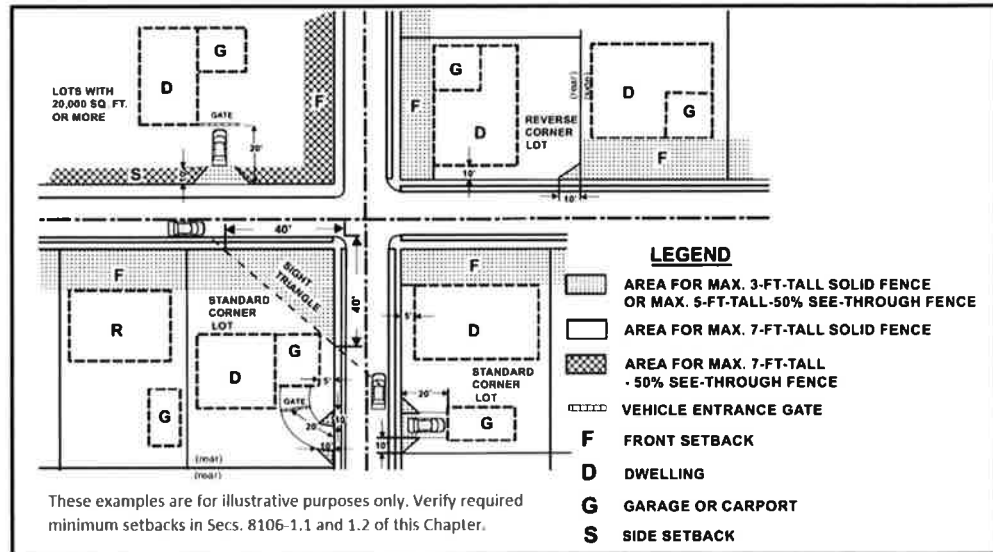 G
D
LOTS WITH
20,000 SQ. FT.
OR MORE
GATE
F
20'
S
G
F
D
REVERSE
CORNER
LOT
10'
(rear)
(side)
D
G
F
10'
40'
F
SIGHT
TRIANGLE
40'
R
STANDARD
CORNER
LOT
G
D
5'
GATE
20'
10'
10'
G
(rear)
(rear)
F
5'
D
STANDARD
CORNER
LOT
20'
G
10'
These examples are for illustrative purposes only. Verify required
minimum setbacks in Secs. 8106-1.1 and 1.2 of this Chapter.
LEGEND
AREA FOR MAX. 3-FT-TALL SOLID FENCE
OR MAX. 5-FT-TALL-50% SEE-THROUGH FENCE
AREA FOR MAX. 7-FT-TALL SOLID FENCE
AREA FOR MAX. 7-FT-TALL
- 50% SEE-THROUGH FENCE
VEHICLE ENTRANCE GATE
F FRONT SETBACK
D DWELLING
G GARAGE OR CARPORT
S SIDE SETBACK